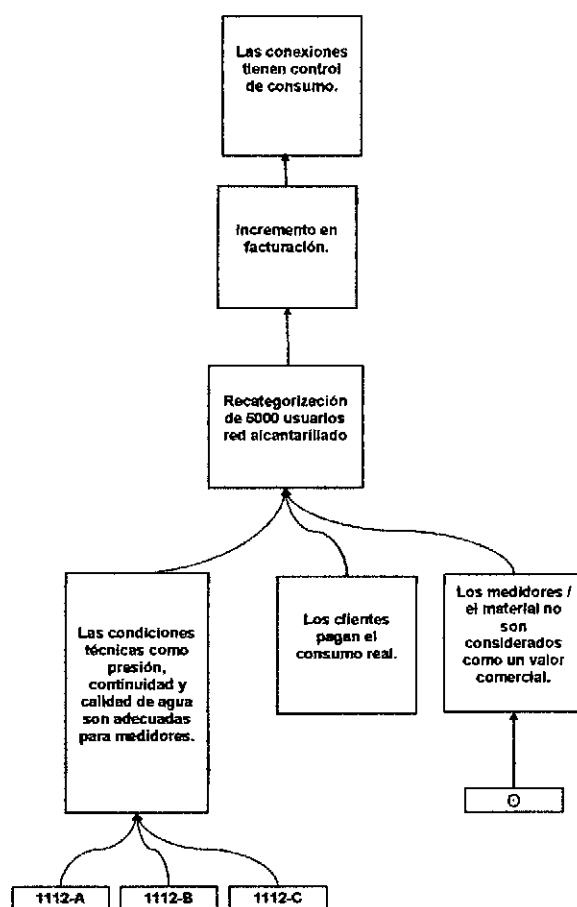 Las conexiones
tienen control
de consumo.
Incremento en
facturación.
Recategorización
de 5000 usuarios
red alcantarillado
Las condiciones
técnicas como
presión,
continuidad y
calidad de agua
son adecuadas
para medidores.
Los clientes
pagan el
consumo real.
Los medidores /
el material no
son
considerados
como un valor
comercial.
1112-A
1112-B
1112-C